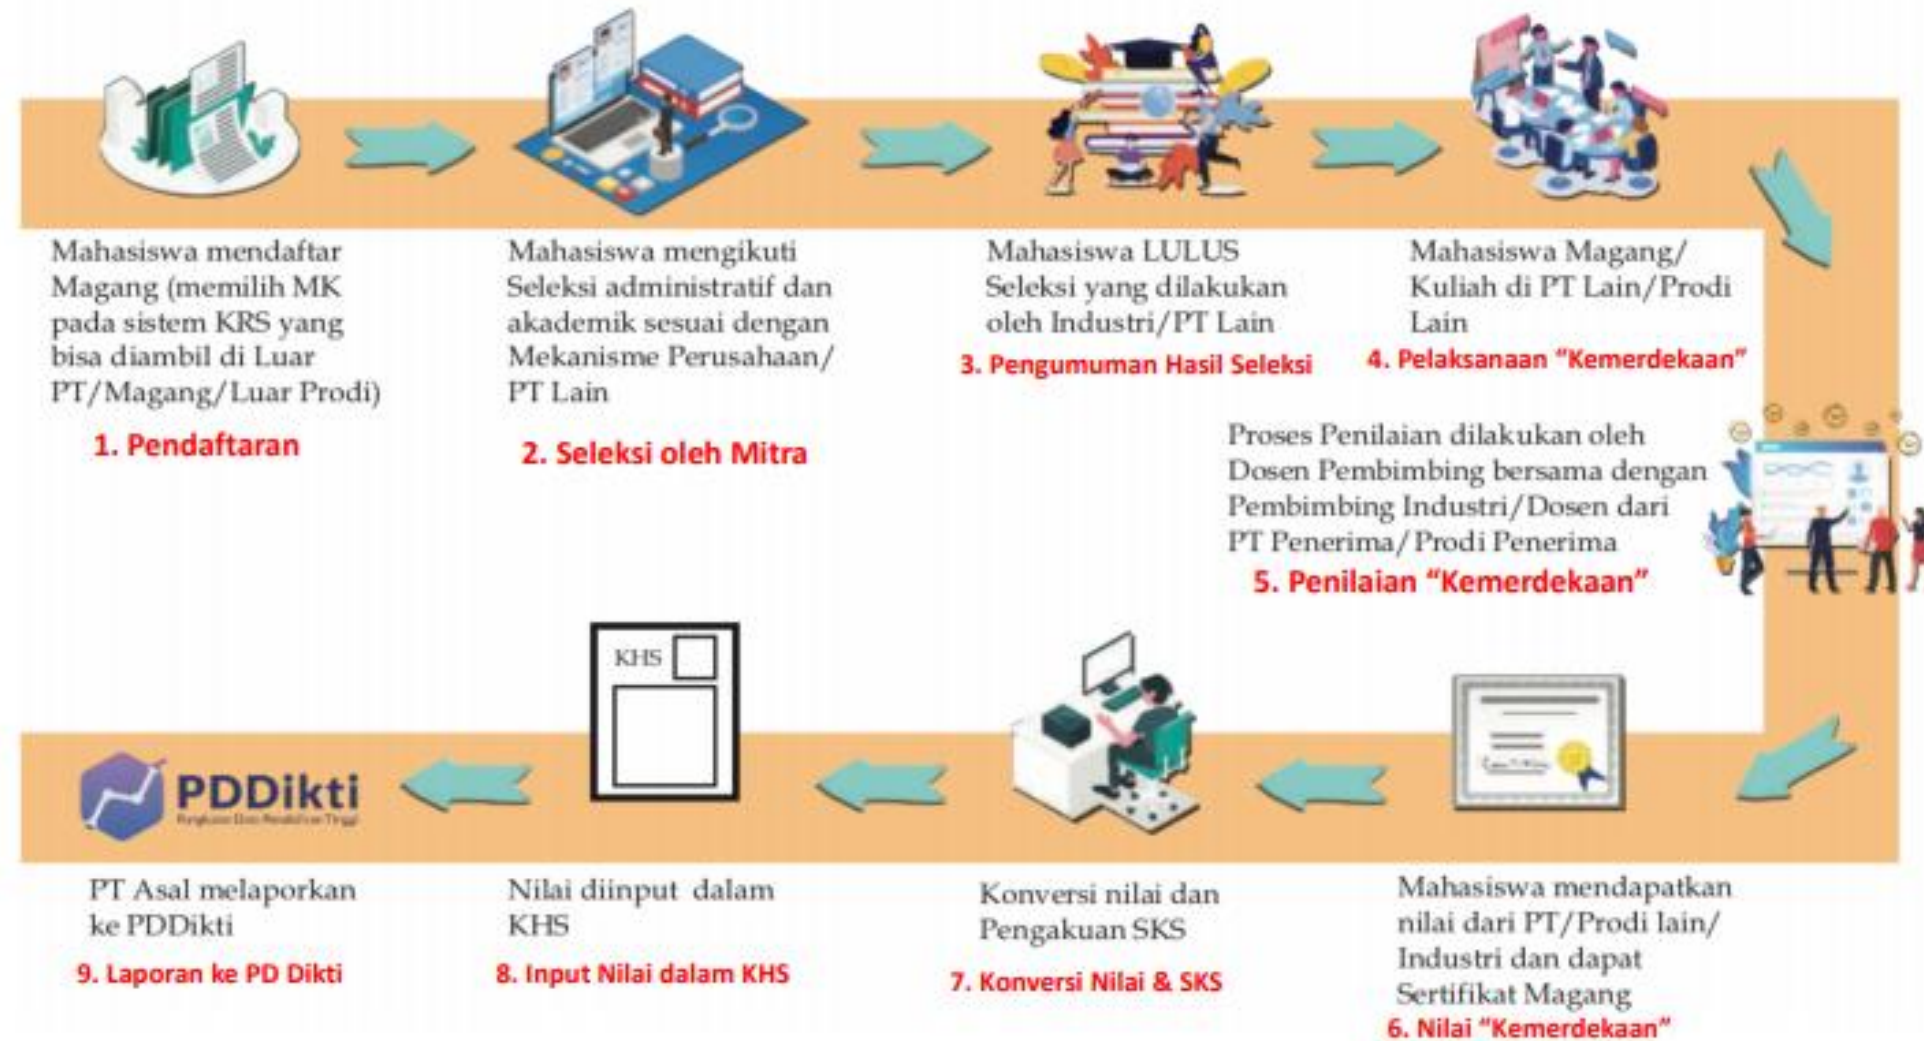 Mahasiswa mendaftar
Magang (memilih MK
pada sistem KRS yang
bisa diambil di Luar
PT/Magang/Luar Prodi)
1. Pendaftaran
Mahasiswa mengikuti
Seleksi administratif dan
akademik sesuai dengan
Mekanisme Perusahaan/
PT Lain
2. Seleksi oleh Mitra
Mahasiswa LULUS
Seleksi yang dilakukan
oleh Industri/PT Lain
3. Pengumuman Hasil Seleksi
Mahasiswa Magang/
Kuliah di PT Lain/Prodi
Lain
4. Pelaksanaan “Kemerdekaan”
Proses Penilaian dilakukan oleh
Dosen Pembimbing bersama dengan
Pembimbing Industri/Dosen dari
PT Penerima/Prodi Penerima
5. Penilaian “Kemerdekaan”
Mahasiswa mendapatkan
nilai dari PT/Prodi lain/
Industri dan dapat
Sertifikat Magang
6. Nilai “Kemerdekaan”
Konversi nilai dan
Pengakuan SKS
7. Konversi Nilai & SKS
KHS
Nilai diinput dalam
KHS
8. Input Nilai dalam KHS
PDDikti
Pangkalan Data Pendidikan Tinggi
PT Asal melaporkan
ke PDDikti
9. Laporan ke PD Dikti